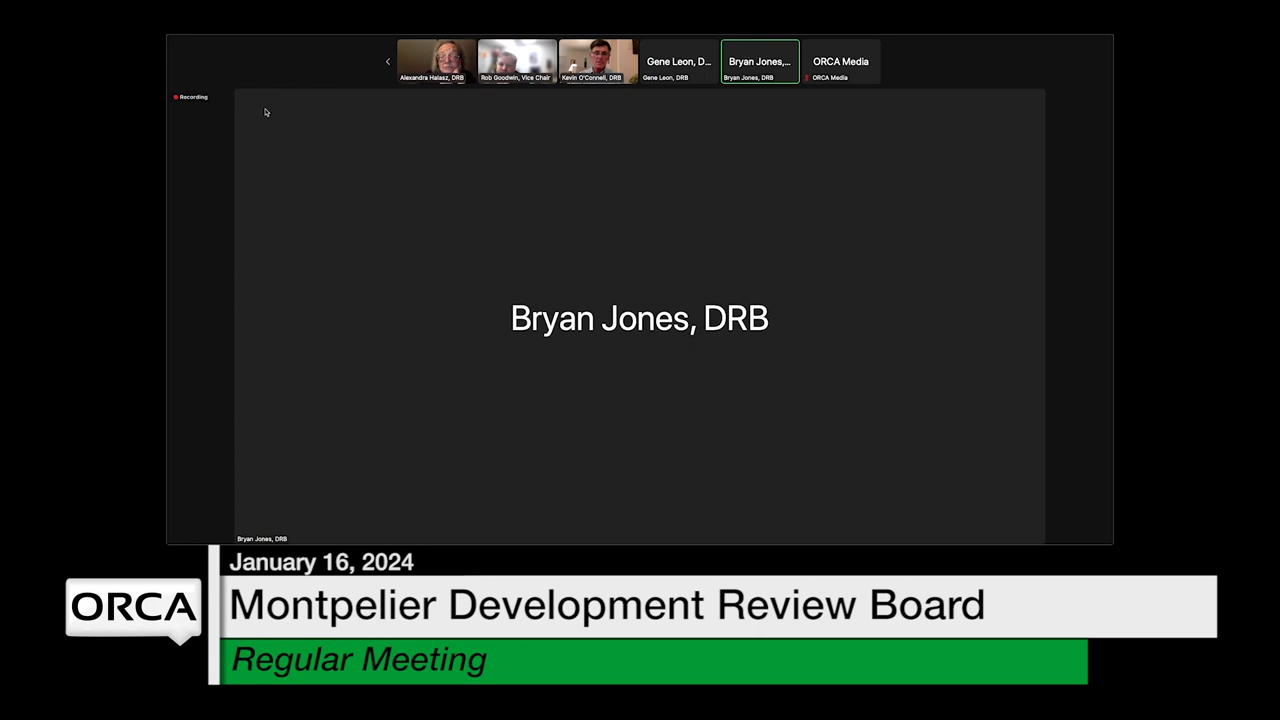 Gene Leon, D...
Bryan Jones,...
ORCA Media
Alexandra Halasz, DRB
Rob Goodwin, Vice Chair
Kevin O'Connell, DRB
Gene Leon, DRB
Bryan Jones, DRB
ORCA Media
Recording
Bryan Jones, DRB
Bryan Jones, DRB
January 16, 2024
ORCA
Montpelier Development Review Board
Regular Meeting